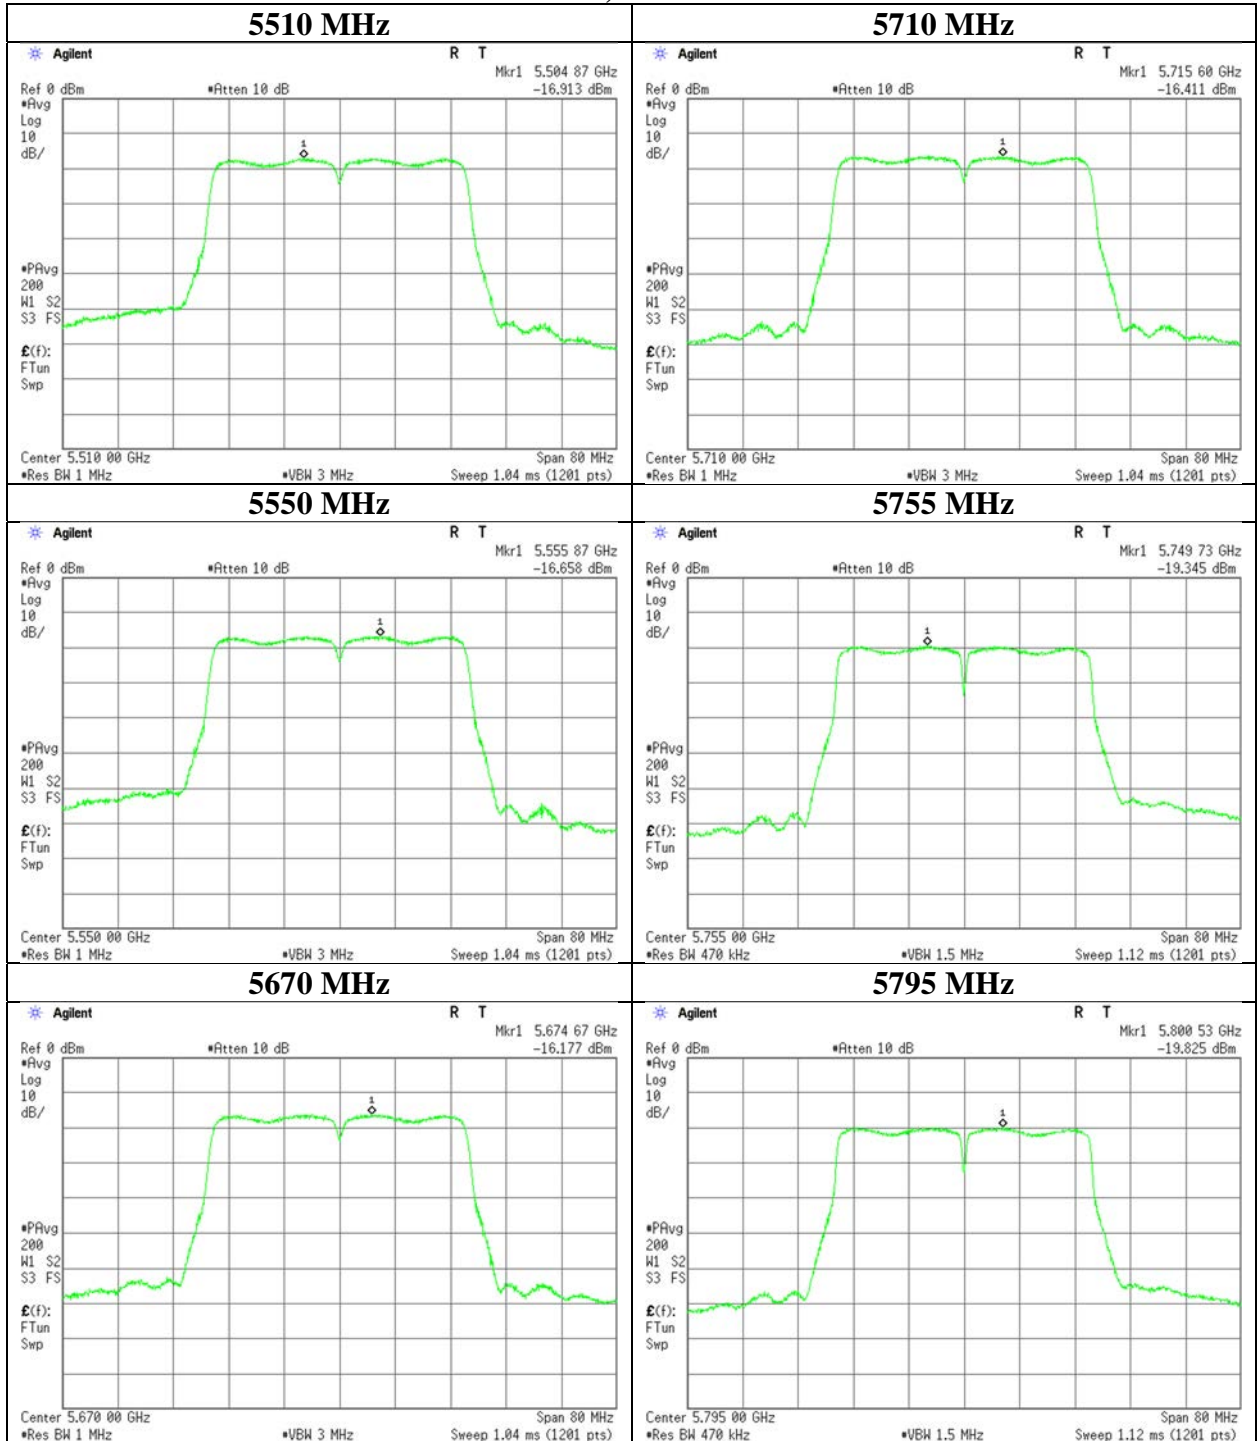 5510 MHz
Agilent R T
Mkr1 5.504 87 GHz
Ref 0 dBm *Atten 10 dB -16.913 dBm
*Avg
Log
10
dB/
1
*PAvg
200
W1 S2
S3 FS
£(f):
FTun
Swp
Center 5.510 00 GHz Span 80 MHz
*Res BW 1 MHz *VBW 3 MHz Sweep 1.04 ms (1201 pts)
5710 MHz
Agilent R T
Mkr1 5.715 60 GHz
Ref 0 dBm *Atten 10 dB -16.411 dBm
*Avg
Log
10
dB/
1
*PAvg
200
W1 S2
S3 FS
£(f):
FTun
Swp
Center 5.710 00 GHz Span 80 MHz
*Res BW 1 MHz *VBW 3 MHz Sweep 1.04 ms (1201 pts)
5550 MHz
Agilent R T
Mkr1 5.555 87 GHz
Ref 0 dBm *Atten 10 dB -16.658 dBm
*Avg
Log
10
dB/
1
*PAvg
200
W1 S2
S3 FS
£(f):
FTun
Swp
Center 5.550 00 GHz Span 80 MHz
*Res BW 1 MHz *VBW 3 MHz Sweep 1.04 ms (1201 pts)
5755 MHz
Agilent R T
Mkr1 5.749 73 GHz
Ref 0 dBm *Atten 10 dB -19.345 dBm
*Avg
Log
10
dB/
1
*PAvg
200
W1 S2
S3 FS
£(f):
FTun
Swp
Center 5.755 00 GHz Span 80 MHz
*Res BW 470 kHz *VBW 1.5 MHz Sweep 1.12 ms (1201 pts)
5670 MHz
Agilent R T
Mkr1 5.674 67 GHz
Ref 0 dBm *Atten 10 dB -16.177 dBm
*Avg
Log
10
dB/
1
*PAvg
200
W1 S2
S3 FS
£(f):
FTun
Swp
Center 5.670 00 GHz Span 80 MHz
*Res BW 1 MHz *VBW 3 MHz Sweep 1.04 ms (1201 pts)
5795 MHz
Agilent R T
Mkr1 5.800 53 GHz
Ref 0 dBm *Atten 10 dB -19.825 dBm
*Avg
Log
10
dB/
1
*PAvg
200
W1 S2
S3 FS
£(f):
FTun
Swp
Center 5.795 00 GHz Span 80 MHz
*Res BW 470 kHz *VBW 1.5 MHz Sweep 1.12 ms (1201 pts)